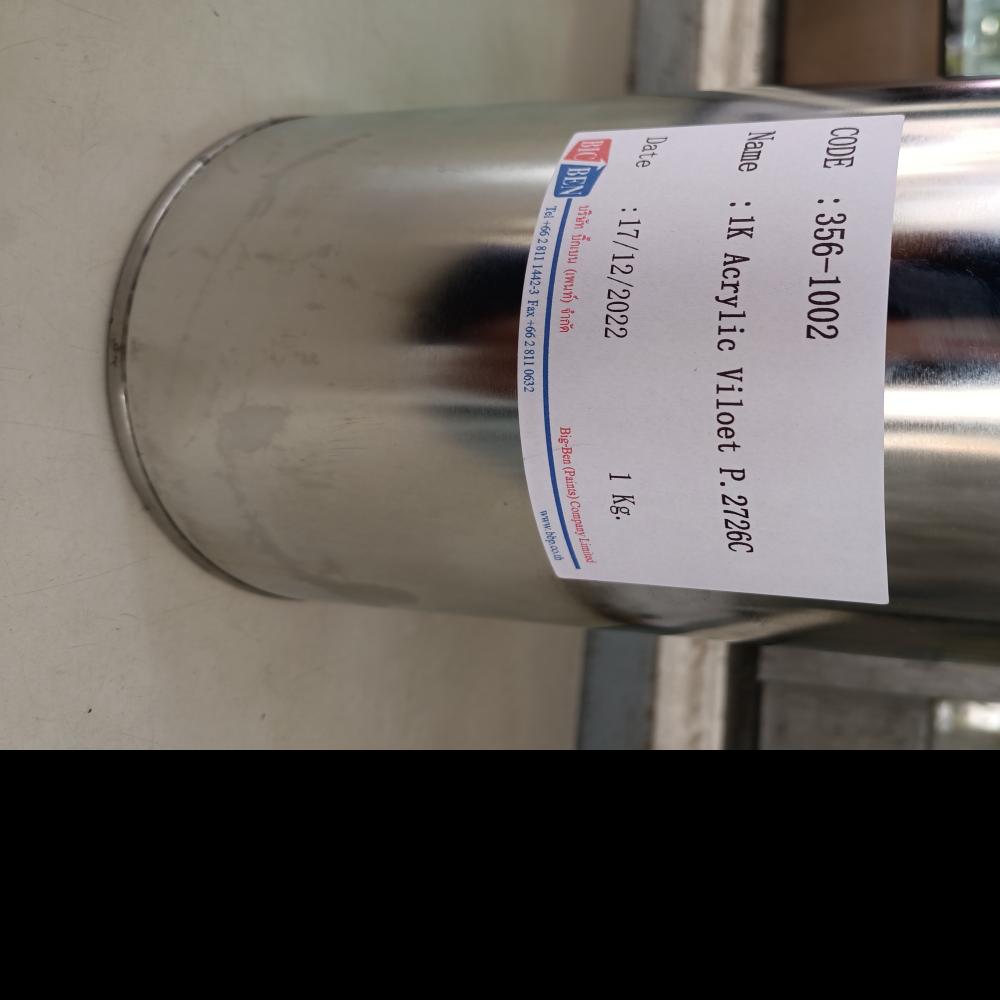 CODE : 356-1002
Name : 1K Acrylic Viloet P.2726C
Date : 17/12/2022 1 Kg.
BIG BEN
บริษัท บิ๊กเบน (เพนท์) จำกัด Big-Ben (Paints) Company Limited
Tel +66 2 811 1442-3 Fax +66 2 811 0632 www.bbp.co.th